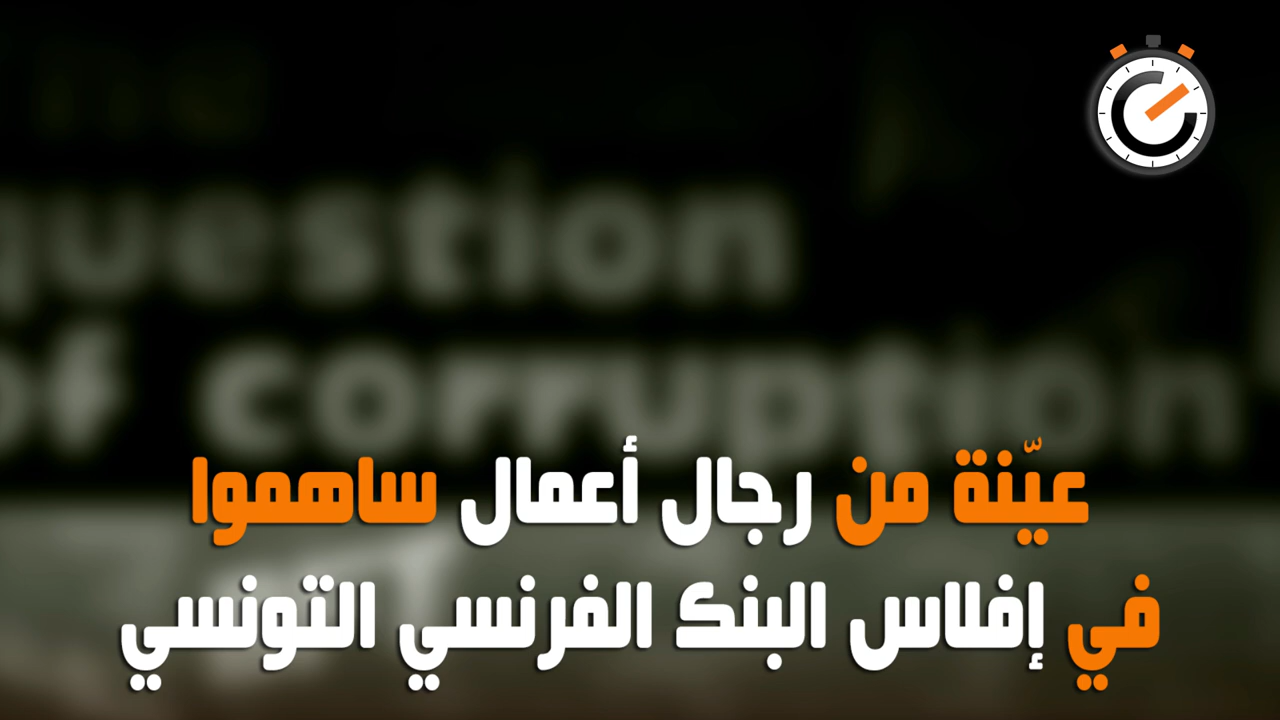 question
of corruption
عيّنة من رجال أعمال ساهموا
في إفلاس البنك الفرنسي التونسي